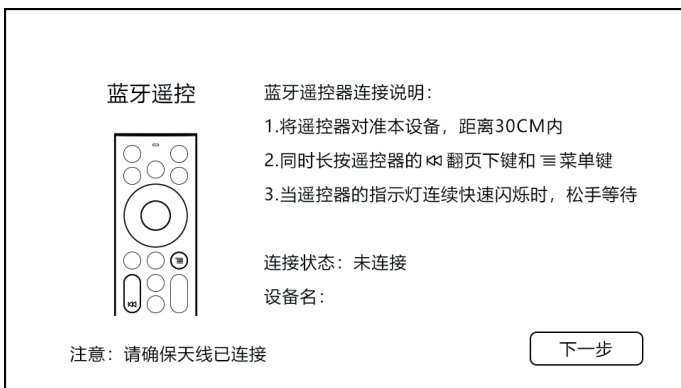 蓝牙遥控
蓝牙遥控器连接说明：
1.将遥控器对准本设备，距离30CM内
2.同时长按遥控器的翻页下键和菜单键
3.当遥控器的指示灯连续快速闪烁时，松手等待
连接状态：未连接
设备名：
注意：请确保天线已连接
下一步